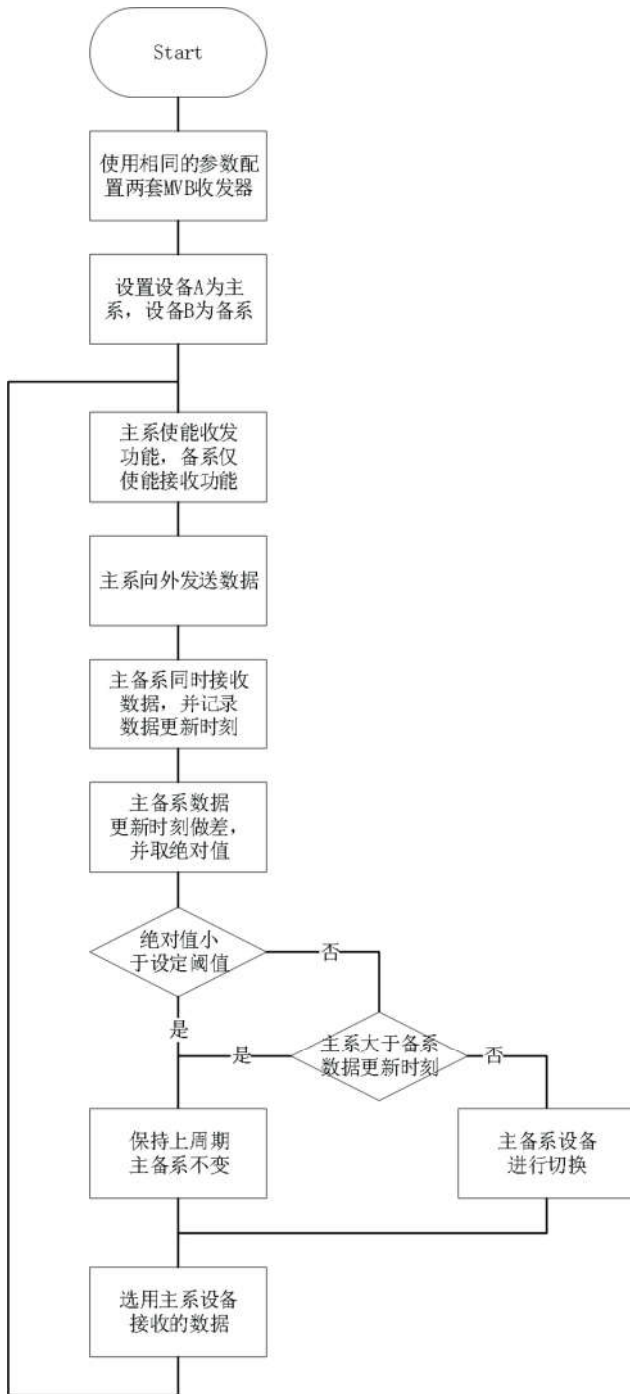 Start
使用相同的参数配
置两套MVB收发器
设置设备A为主
系，设备B为备系
主系使能收发
功能，备系仅
使能接收功能
主系向外发送数据
主备系同时接收
数据，并记录
数据更新时刻
主备系数据
更新时刻做差，
并取绝对值
绝对值小
于设定阈值
否
是
主系大于备系
数据更新时刻
是
否
保持上周期
主备系不变
主备系设备
进行切换
选用主系设备
接收的数据